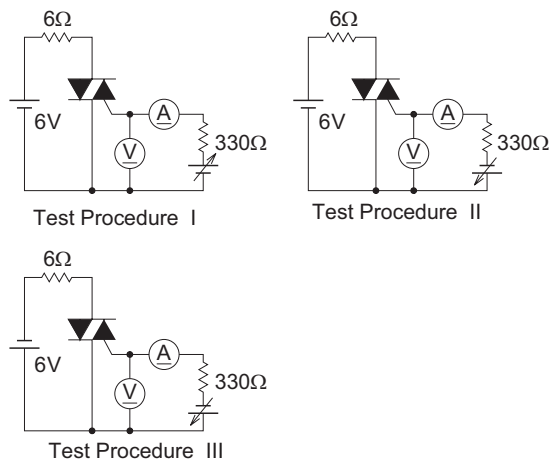 6Ω
6V
A
V
330Ω
Test Procedure I
6Ω
6V
A
V
330Ω
Test Procedure II
6Ω
6V
A
V
330Ω
Test Procedure III